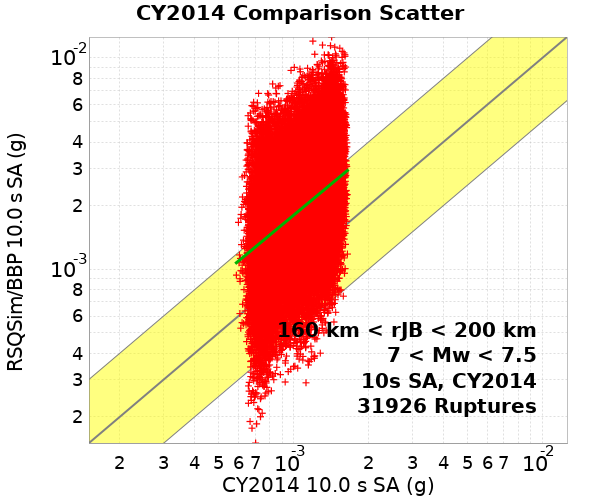 CY2014 Comparison Scatter
RSQSim/BBP 10.0 s SA (g)
10-2
8
6
4
3
2
10-3
8
6
4
3
2
160 km < rJB < 200 km
7 < Mw < 7.5
10s SA, CY2014
31926 Ruptures
2 3 4 5 6 7 10-3 2 3 4 5 6 7 10-2
CY2014 10.0 s SA (g)